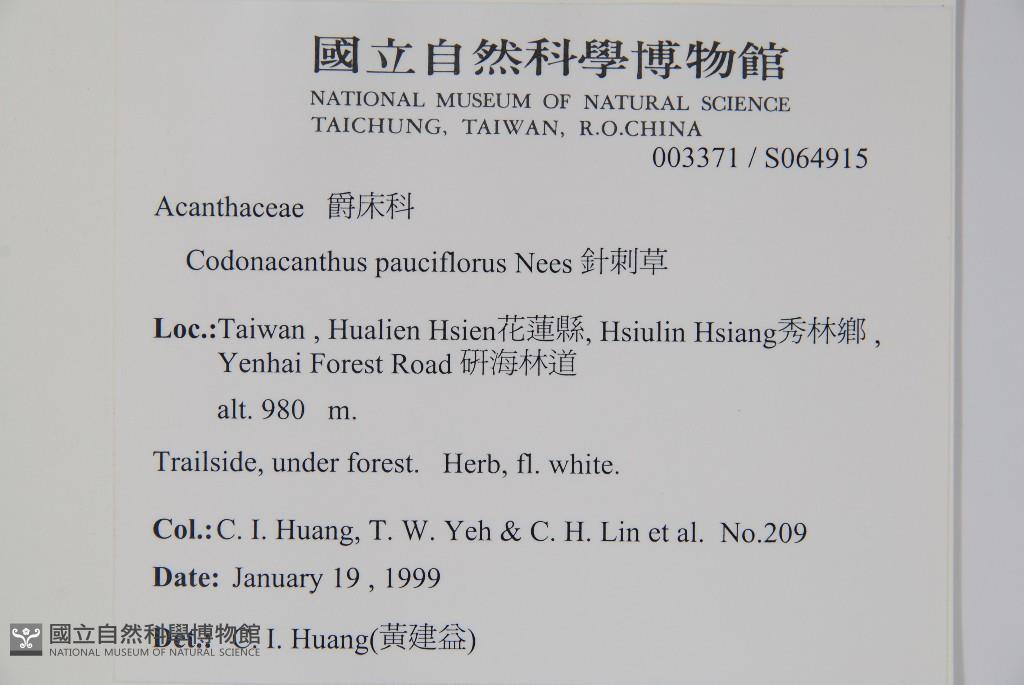 國立自然科學博物館
NATIONAL MUSEUM OF NATURAL SCIENCE
TAICHUNG, TAIWAN, R.O.CHINA
003371 / S064915
Acanthaceae 爵床科
Codonacanthus pauciflorus Nees 針刺草
Loc.:Taiwan , Hualien Hsien花蓮縣, Hsiulin Hsiang秀林鄉 ,
Yenhai Forest Road 研海林道
alt. 980 m.
Trailside, under forest. Herb, fl. white.
Col.: C. I. Huang, T. W. Yeh & C. H. Lin et al. No.209
Date: January 19 , 1999
Det.: C. I. Huang(黃建益)
國立自然科學博物館
NATIONAL MUSEUM OF NATURAL SCIENCE